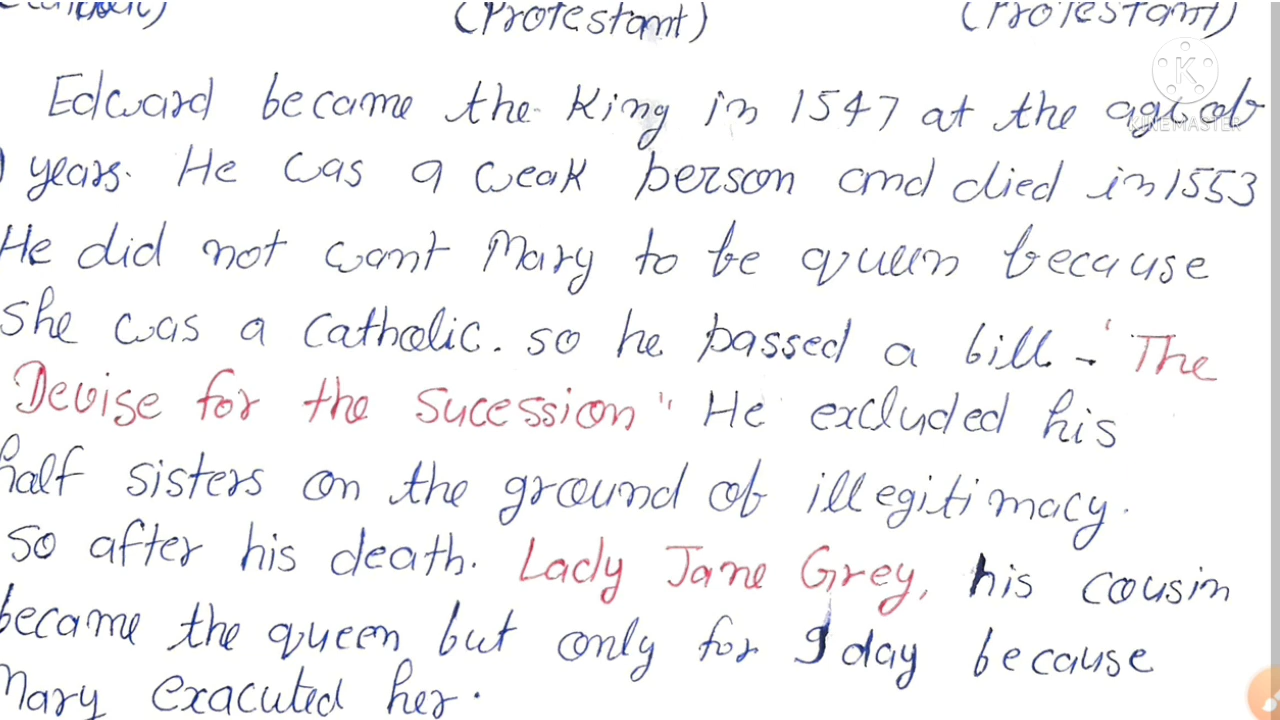 (Protestant) (Protestant)
Edward became the King in 1547 at the age of
years. He was a weak person and died in 1553
He did not want Mary to be queen because
she was a catholic. so he passed a bill - 'The
Devise for the sucession" He excluded his
half sisters on the ground of illegitimacy.
so after his death. Lady Jane Grey, his cousin
became the queen but only for 9 day because
Mary exacuted her.
K
KINEMASTER